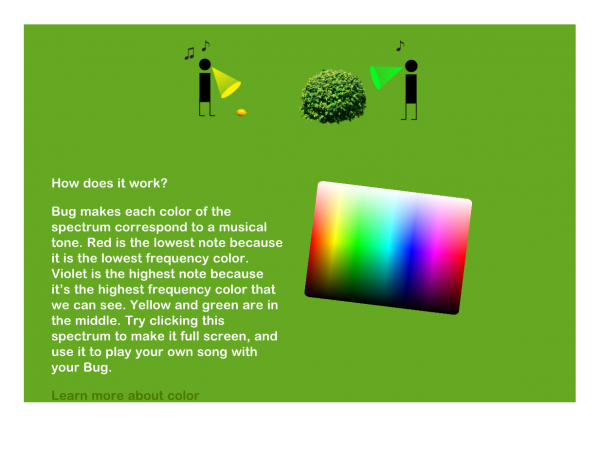 How does it work?
Bug makes each color of the
spectrum correspond to a musical
tone. Red is the lowest note because
it is the lowest frequency color.
Violet is the highest note because
it’s the highest frequency color that
we can see. Yellow and green are in
the middle. Try clicking this
spectrum to make it full screen, and
use it to play your own song with
your Bug.
Learn more about color